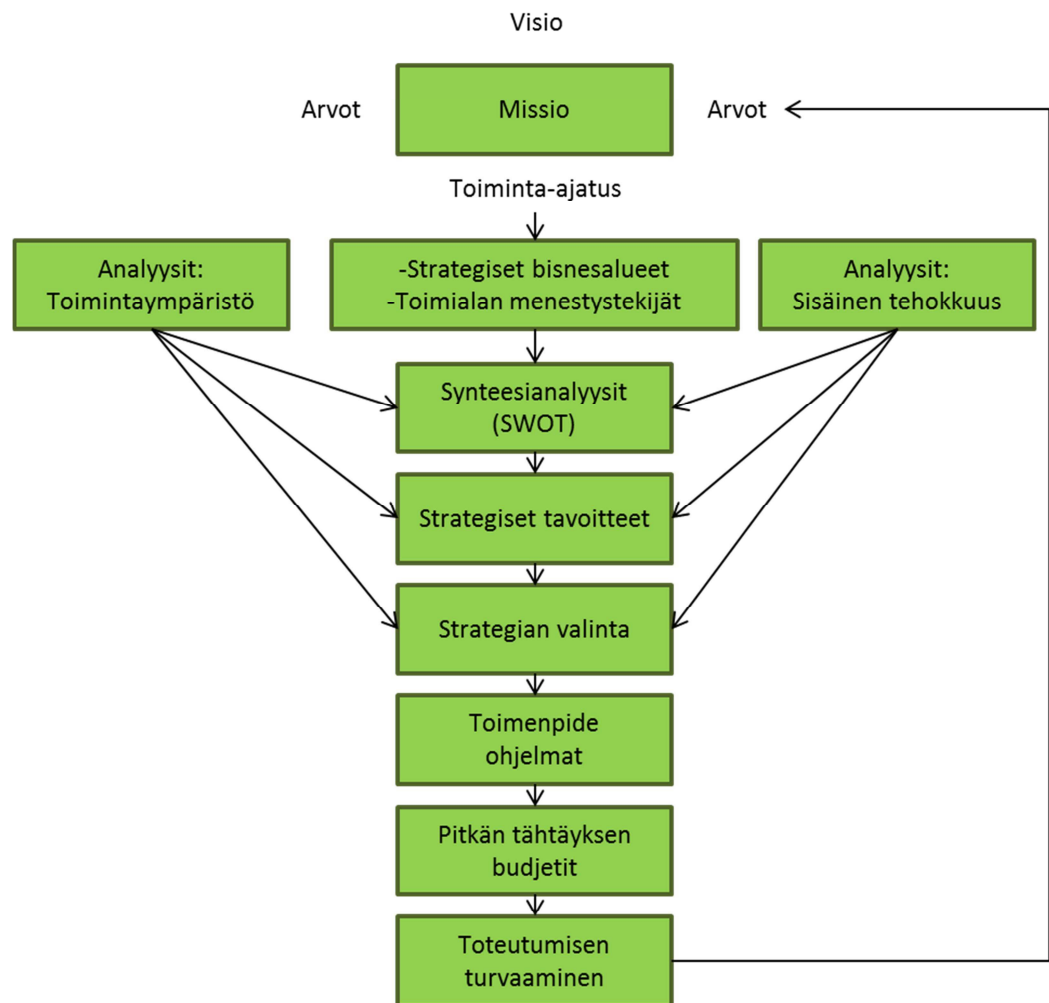 Visio
Arvot
Missio
Arvot
Toiminta-ajatus
Analyysit:
Toimintaympäristö
-Strategiset bisnesalueet
-Toimialan menestystekijät
Analyysit:
Sisäinen tehokkuus
Synteesianalyysit
(SWOT)
Strategiset tavoitteet
Strategian valinta
Toimenpide
ohjelmat
Pitkän tähtäyksen
budjetit
Toteutumisen
turvaaminen